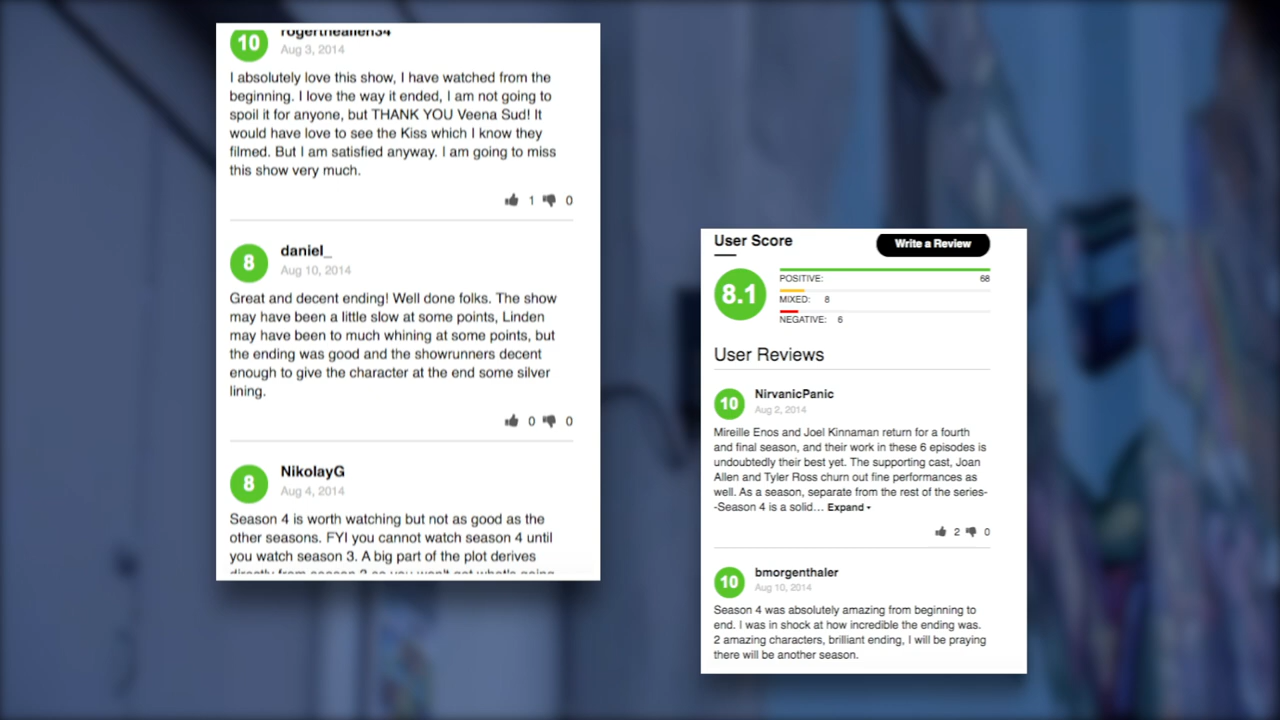 10
rogertheallen34
Aug 3, 2014
I absolutely love this show, I have watched from the
beginning. I love the way it ended, I am not going to
spoil it for anyone, but THANK YOU Veena Sud! It
would have love to see the Kiss which I know they
filmed. But I am satisfied anyway. I am going to miss
this show very much.
1 0
8
daniel_
Aug 10, 2014
Great and decent ending! Well done folks. The show
may have been a little slow at some points, Linden
may have been to much whining at some points, but
the ending was good and the showrunners decent
enough to give the character at the end some silver
lining.
0 0
8
NikolayG
Aug 4, 2014
Season 4 is worth watching but not as good as the
other seasons. FYI you cannot watch season 4 until
you watch season 3. A big part of the plot derives
User Score
Write a Review
8.1
POSITIVE: 68
MIXED: 8
NEGATIVE: 6
User Reviews
10
NirvanicPanic
Aug 2, 2014
Mireille Enos and Joel Kinnaman return for a fourth
and final season, and their work in these 6 episodes is
undoubtedly their best yet. The supporting cast, Joan
Allen and Tyler Ross churn out fine performances as
well. As a season, separate from the rest of the series-
-Season 4 is a solid… Expand
2 0
10
bmorgenthaler
Aug 10, 2014
Season 4 was absolutely amazing from beginning to
end. I was in shock at how incredible the ending was.
2 amazing characters, brilliant ending, I will be praying
there will be another season.